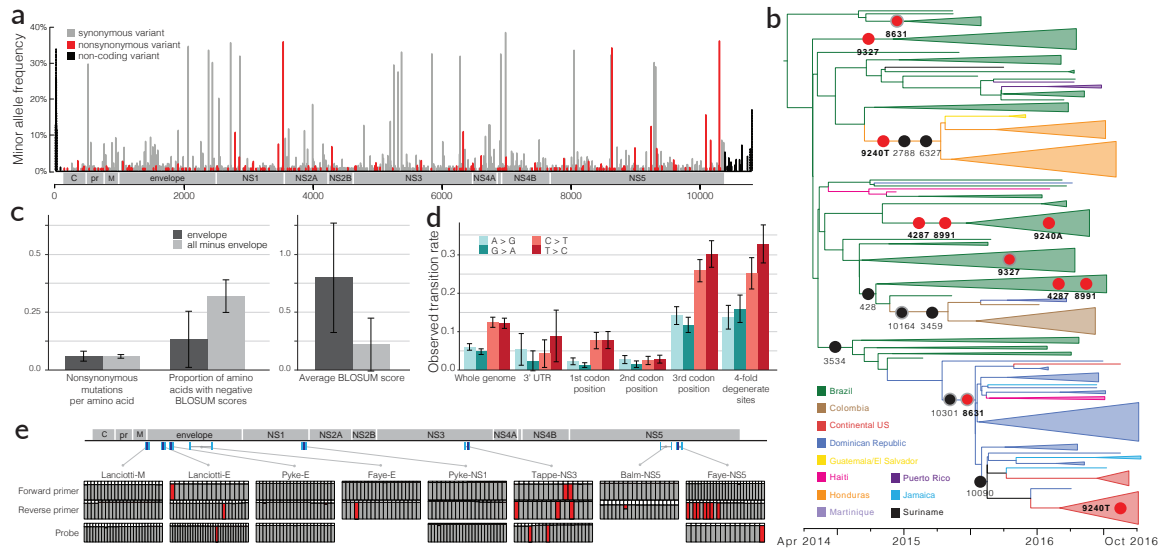 a
40%
30%
20%
10%
0%
Minor allele frequency
synonymous variant
nonsynonymous variant
non-coding variant
C
pr
M
envelope
NS1
NS2A
NS2B
NS3
NS4A
NS4B
NS5
0
2000
4000
6000
8000
10000
b
8631
9327
9240T
2788
6327
4287
8991
9240A
9327
4287
8991
428
10164
3459
3534
10301
8631
10090
9240T
Brazil
Colombia
Continental US
Dominican Republic
Guatemala/El Salvador
Haiti
Honduras
Martinique
Puerto Rico
Jamaica
Suriname
Apr 2014
2015
2016
Oct 2016
c
0.6
0.25
0
envelope
all minus envelope
Nonsynonymous
mutations
per amino acid
Proportion of amino
acids with negative
BLOSUM scores
1.0
0.5
0
Average BLOSUM score
d
Observed transition rate
0.4
0.3
0.2
0.1
0.0
A > G
G > A
C > T
T > C
Whole genome
3' UTR
1st codon
position
2nd codon
position
3rd codon
position
4-fold
degenerate
sites
e
C
pr
M
envelope
NS1
NS2A
NS2B
NS3
NS4A
NS4B
NS5
Lanciotti-M
Lanciotti-E
Pyke-E
Faye-E
Pyke-NS1
Tappe-NS3
Balm-NS5
Faye-NS5
Forward primer
Reverse primer
Probe